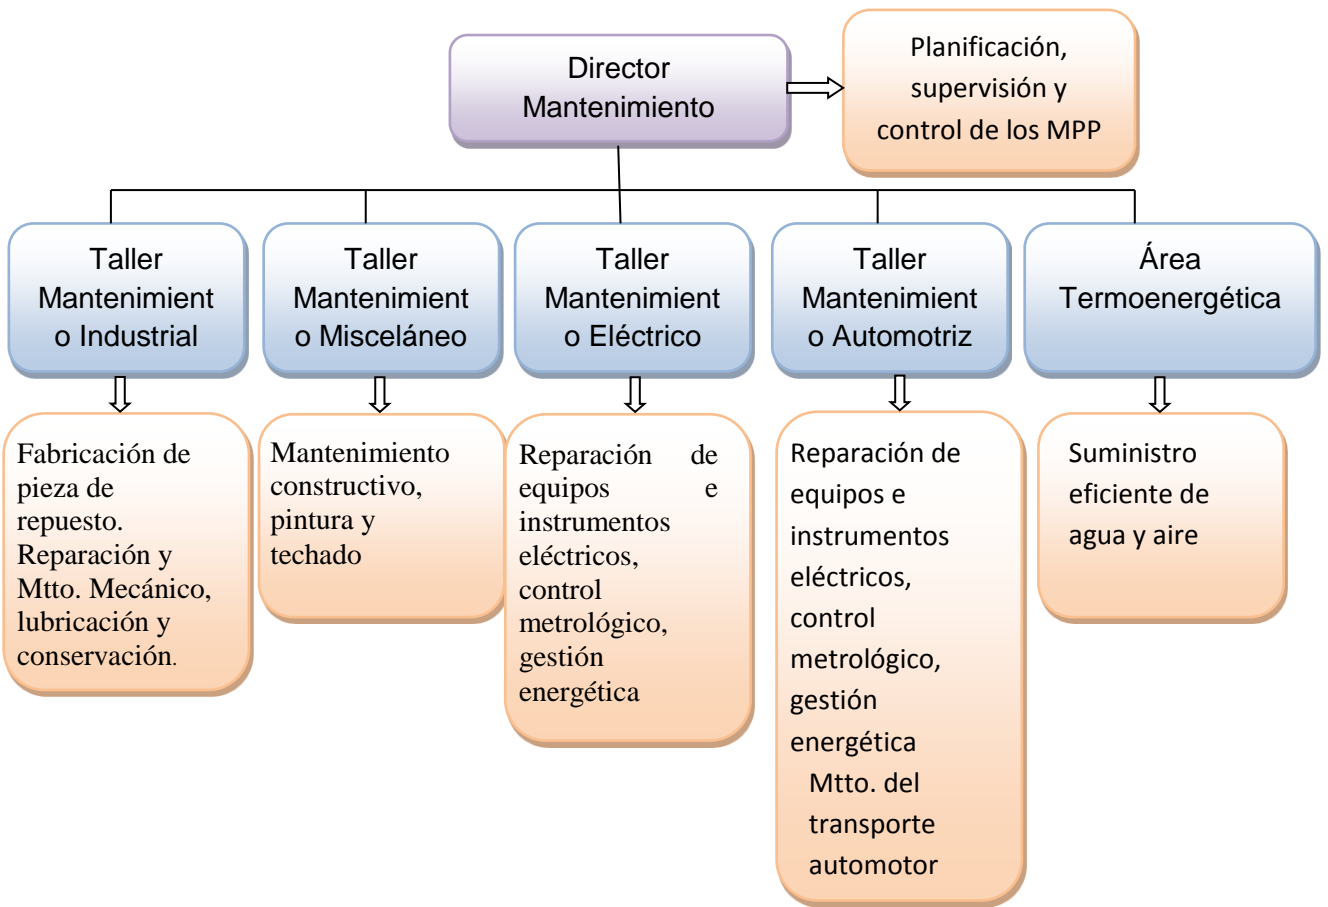 Director
Mantenimiento
Planificación,
supervisión y
control de los MPP
Taller
Mantenimient
o Industrial
Taller
Mantenimient
o Misceláneo
Taller
Mantenimient
o Eléctrico
Taller
Mantenimient
o Automotriz
Área
Termoenergética
Fabricación de
pieza de
repuesto.
Reparación y
Mtto. Mecánico,
lubricación y
conservación.
Mantenimiento
constructivo,
pintura y
techado
Reparación de
equipos e
instrumentos
eléctricos,
control
metrológico,
gestión
energética
Reparación de
equipos e
instrumentos
eléctricos,
control
metrológico,
gestión
energética
Mtto. del
transporte
automotor
Suministro
eficiente de
agua y aire